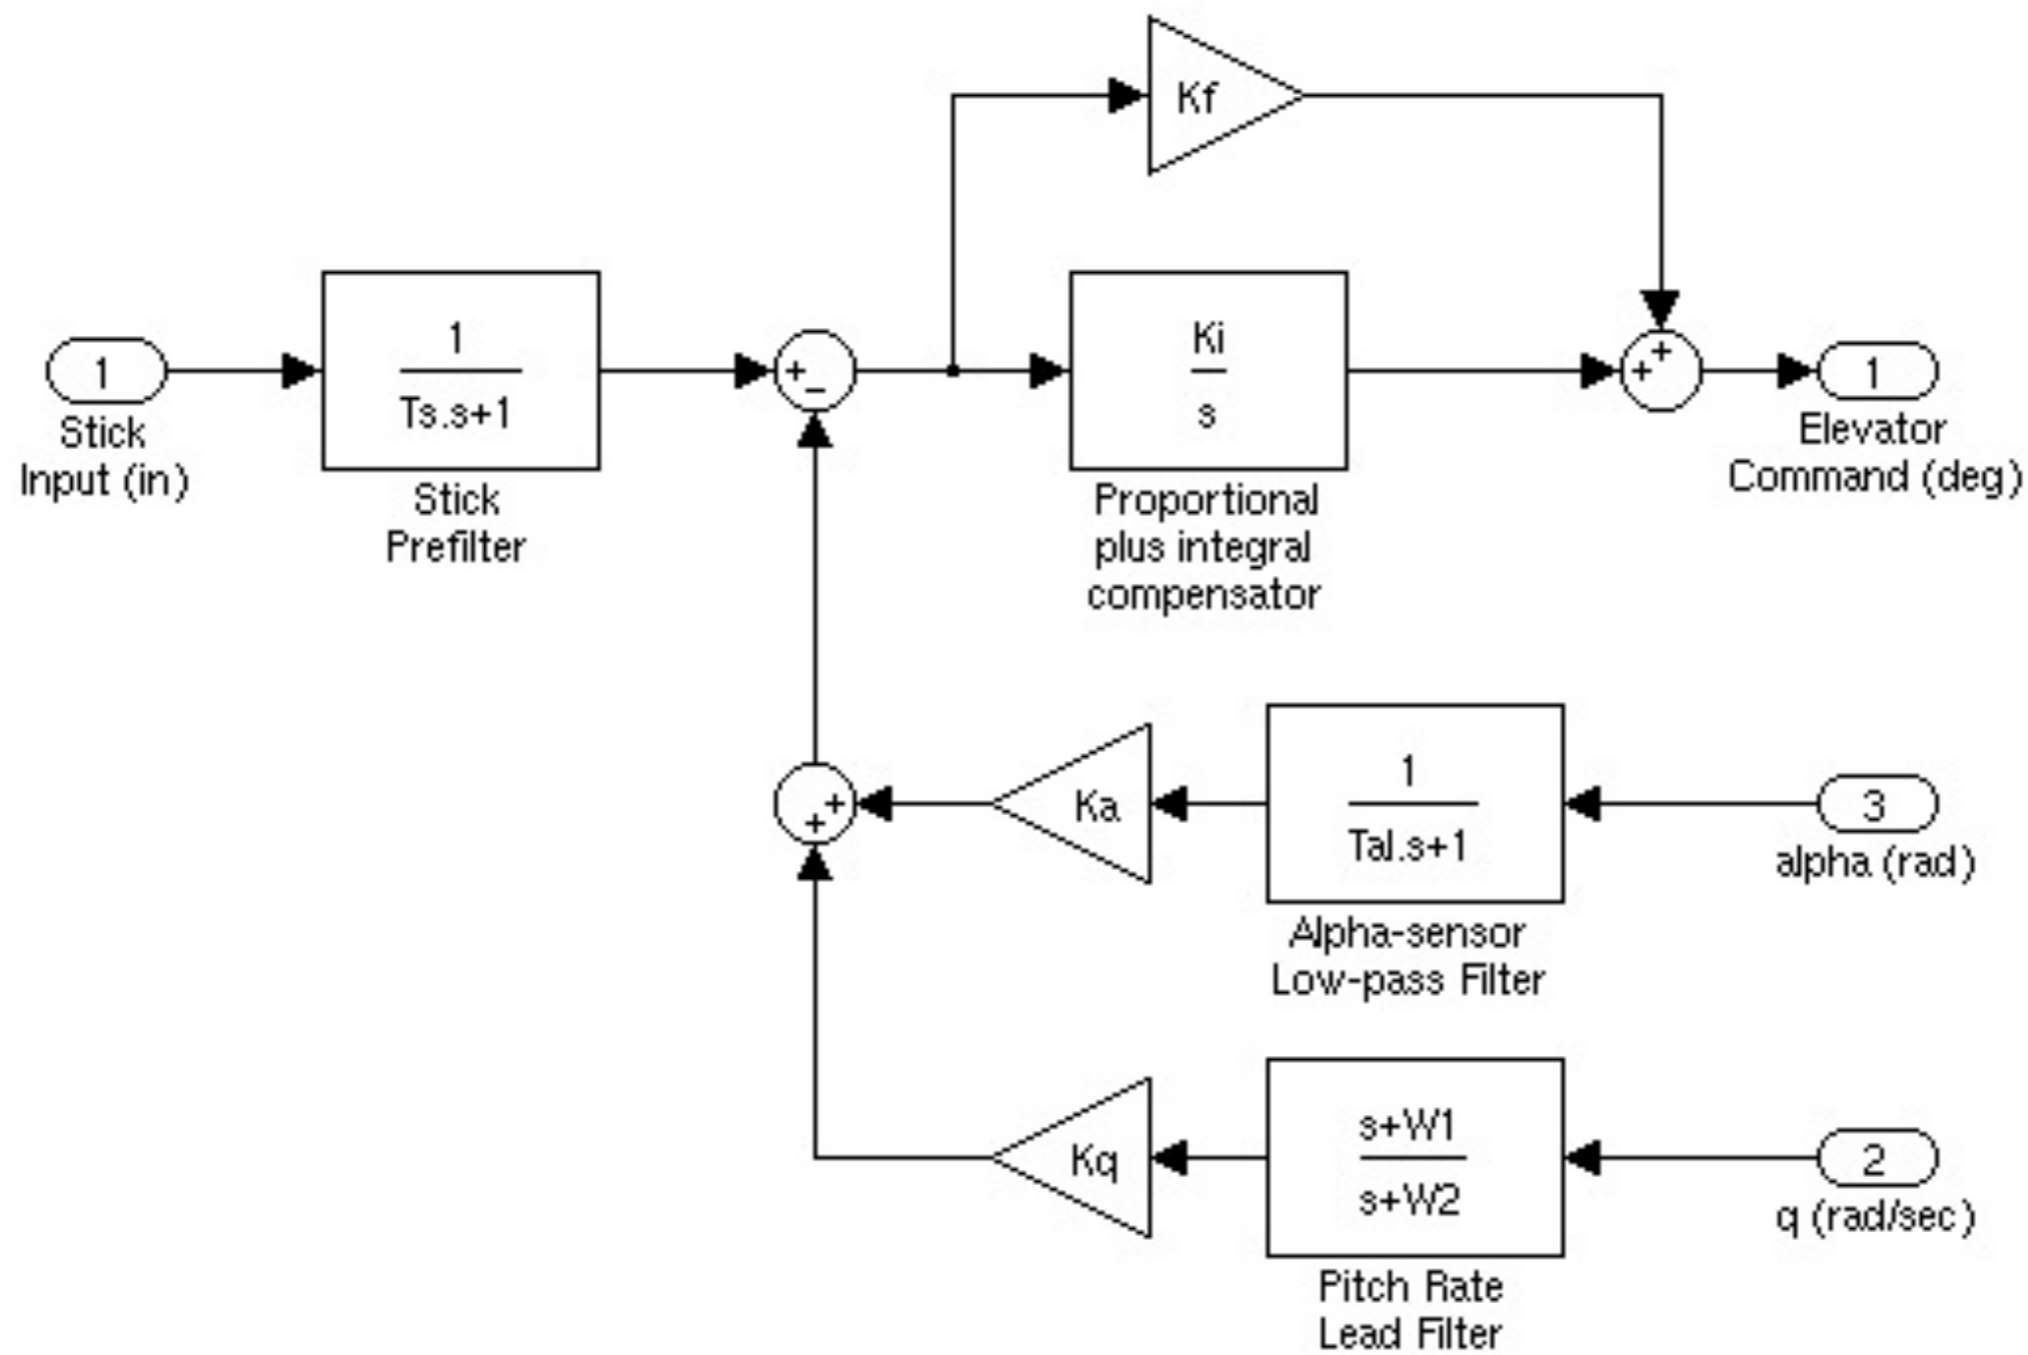 Kf
1
Stick
Input (in)
1
Ts.s+1
Stick
Prefilter
+
−
Ki
s
Proportional
plus integral
compensator
+
+
1
Elevator
Command (deg)
+
+
Ka
1
Tal.s+1
Alpha-sensor
Low-pass Filter
3
alpha (rad)
Kq
s+W1
s+W2
Pitch Rate
Lead Filter
2
q (rad/sec)